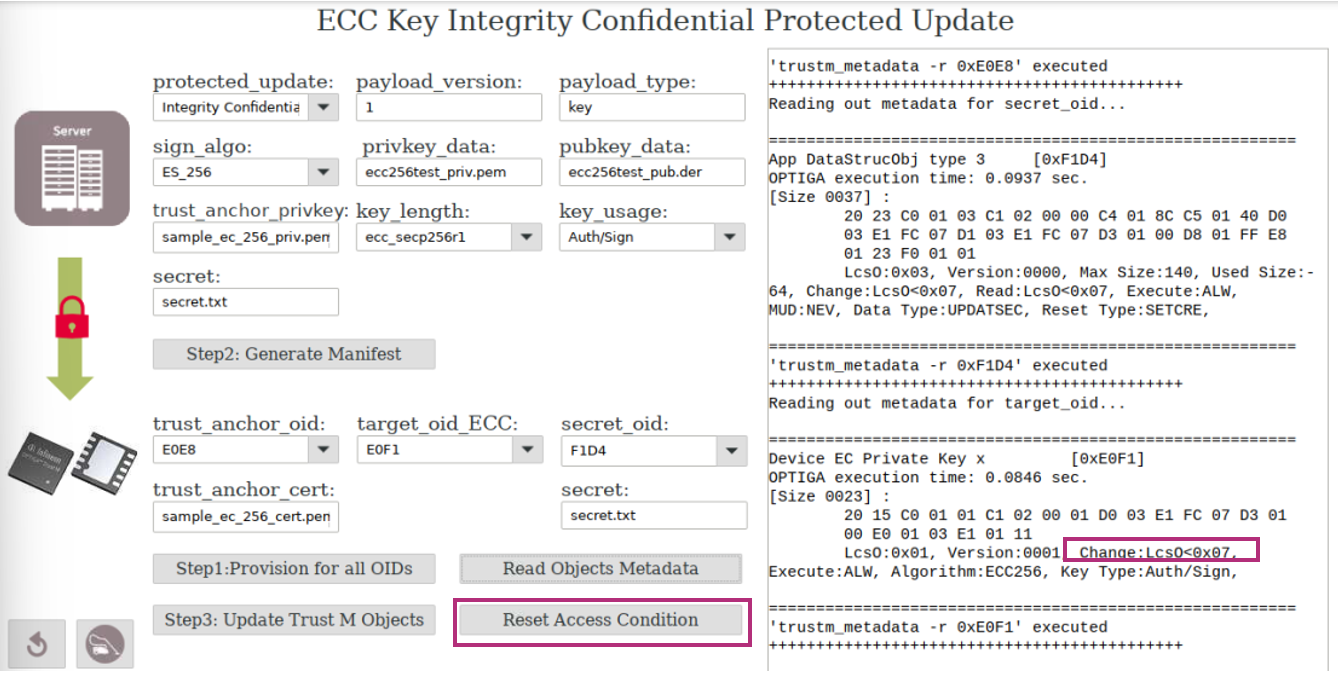 ECC Key Integrity Confidential Protected Update
Server
protected_update: payload_version: payload_type:
Integrity Confidentia 1 key
sign_algo: privkey_data: pubkey_data:
ES_256 ecc256test_priv.pem ecc256test_pub.der
trust_anchor_privkey: key_length: key_usage:
sample_ec_256_priv.pem ecc_secp256r1 Auth/Sign
secret:
secret.txt
Step2: Generate Manifest
trust_anchor_oid: target_oid_ECC: secret_oid:
E0E8 E0F1 F1D4
trust_anchor_cert: secret:
sample_ec_256_cert.pem secret.txt
Step1:Provision for all OIDs Read Objects Metadata
Step3: Update Trust M Objects Reset Access Condition
'trustm_metadata -r 0xE0E8' executed
++++++++++++++++++++++++++++++++++++++++++++
Reading out metadata for secret_oid...
========================================================
App DataStrucObj type 3 [0xF1D4]
OPTIGA execution time: 0.0937 sec.
[Size 0037] :
20 23 C0 01 03 C1 02 00 00 C4 01 8C C5 01 40 D0
03 E1 FC 07 D1 03 E1 FC 07 D3 01 00 D8 01 FF E8
01 23 F0 01 01
LcsO:0x03, Version:0000, Max Size:140, Used Size:-
64, Change:LcsO<0x07, Read:LcsO<0x07, Execute:ALW,
MUD:NEV, Data Type:UPDATSEC, Reset Type:SETCRE,
========================================================
'trustm_metadata -r 0xF1D4' executed
++++++++++++++++++++++++++++++++++++++++++++
Reading out metadata for target_oid...
========================================================
Device EC Private Key x [0xE0F1]
OPTIGA execution time: 0.0846 sec.
[Size 0023] :
20 15 C0 01 01 C1 02 00 01 D0 03 E1 FC 07 D3 01
00 E0 01 03 E1 01 11
LcsO:0x01, Version:0001, Change:LcsO<0x07,
Execute:ALW, Algorithm:ECC256, Key Type:Auth/Sign,
========================================================
'trustm_metadata -r 0xE0F1' executed
++++++++++++++++++++++++++++++++++++++++++++